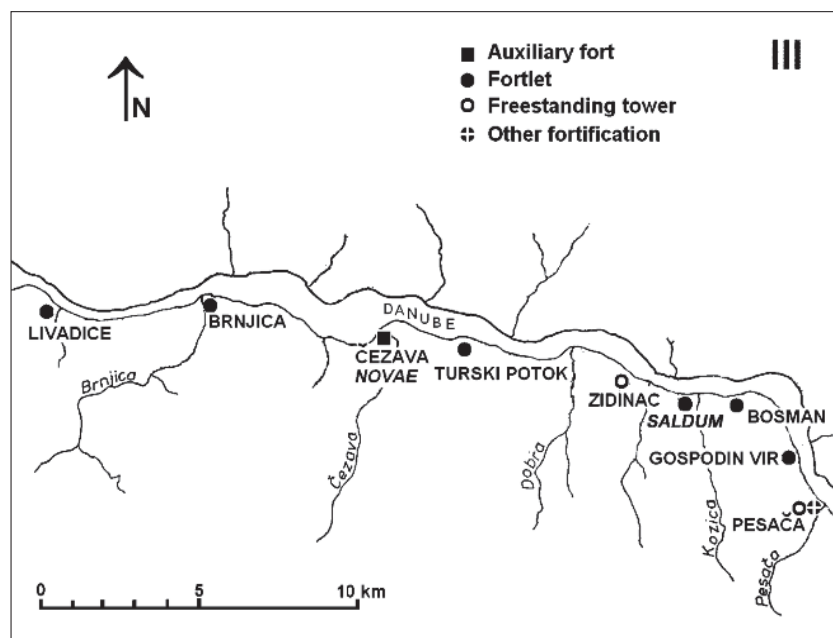 III
Auxiliary fort
Fortlet
Freestanding tower
Other fortification
N
DANUBE
LIVADICE
BRNJICA
ČEZAVA
NOVAE
TURSKI POTOK
ZIDINAC
SALDUM
BOSMAN
GOSPODIN VIR
PESAČA
Brnjica
Čezava
Dobra
Kozica
Pesača
0 5 10 km